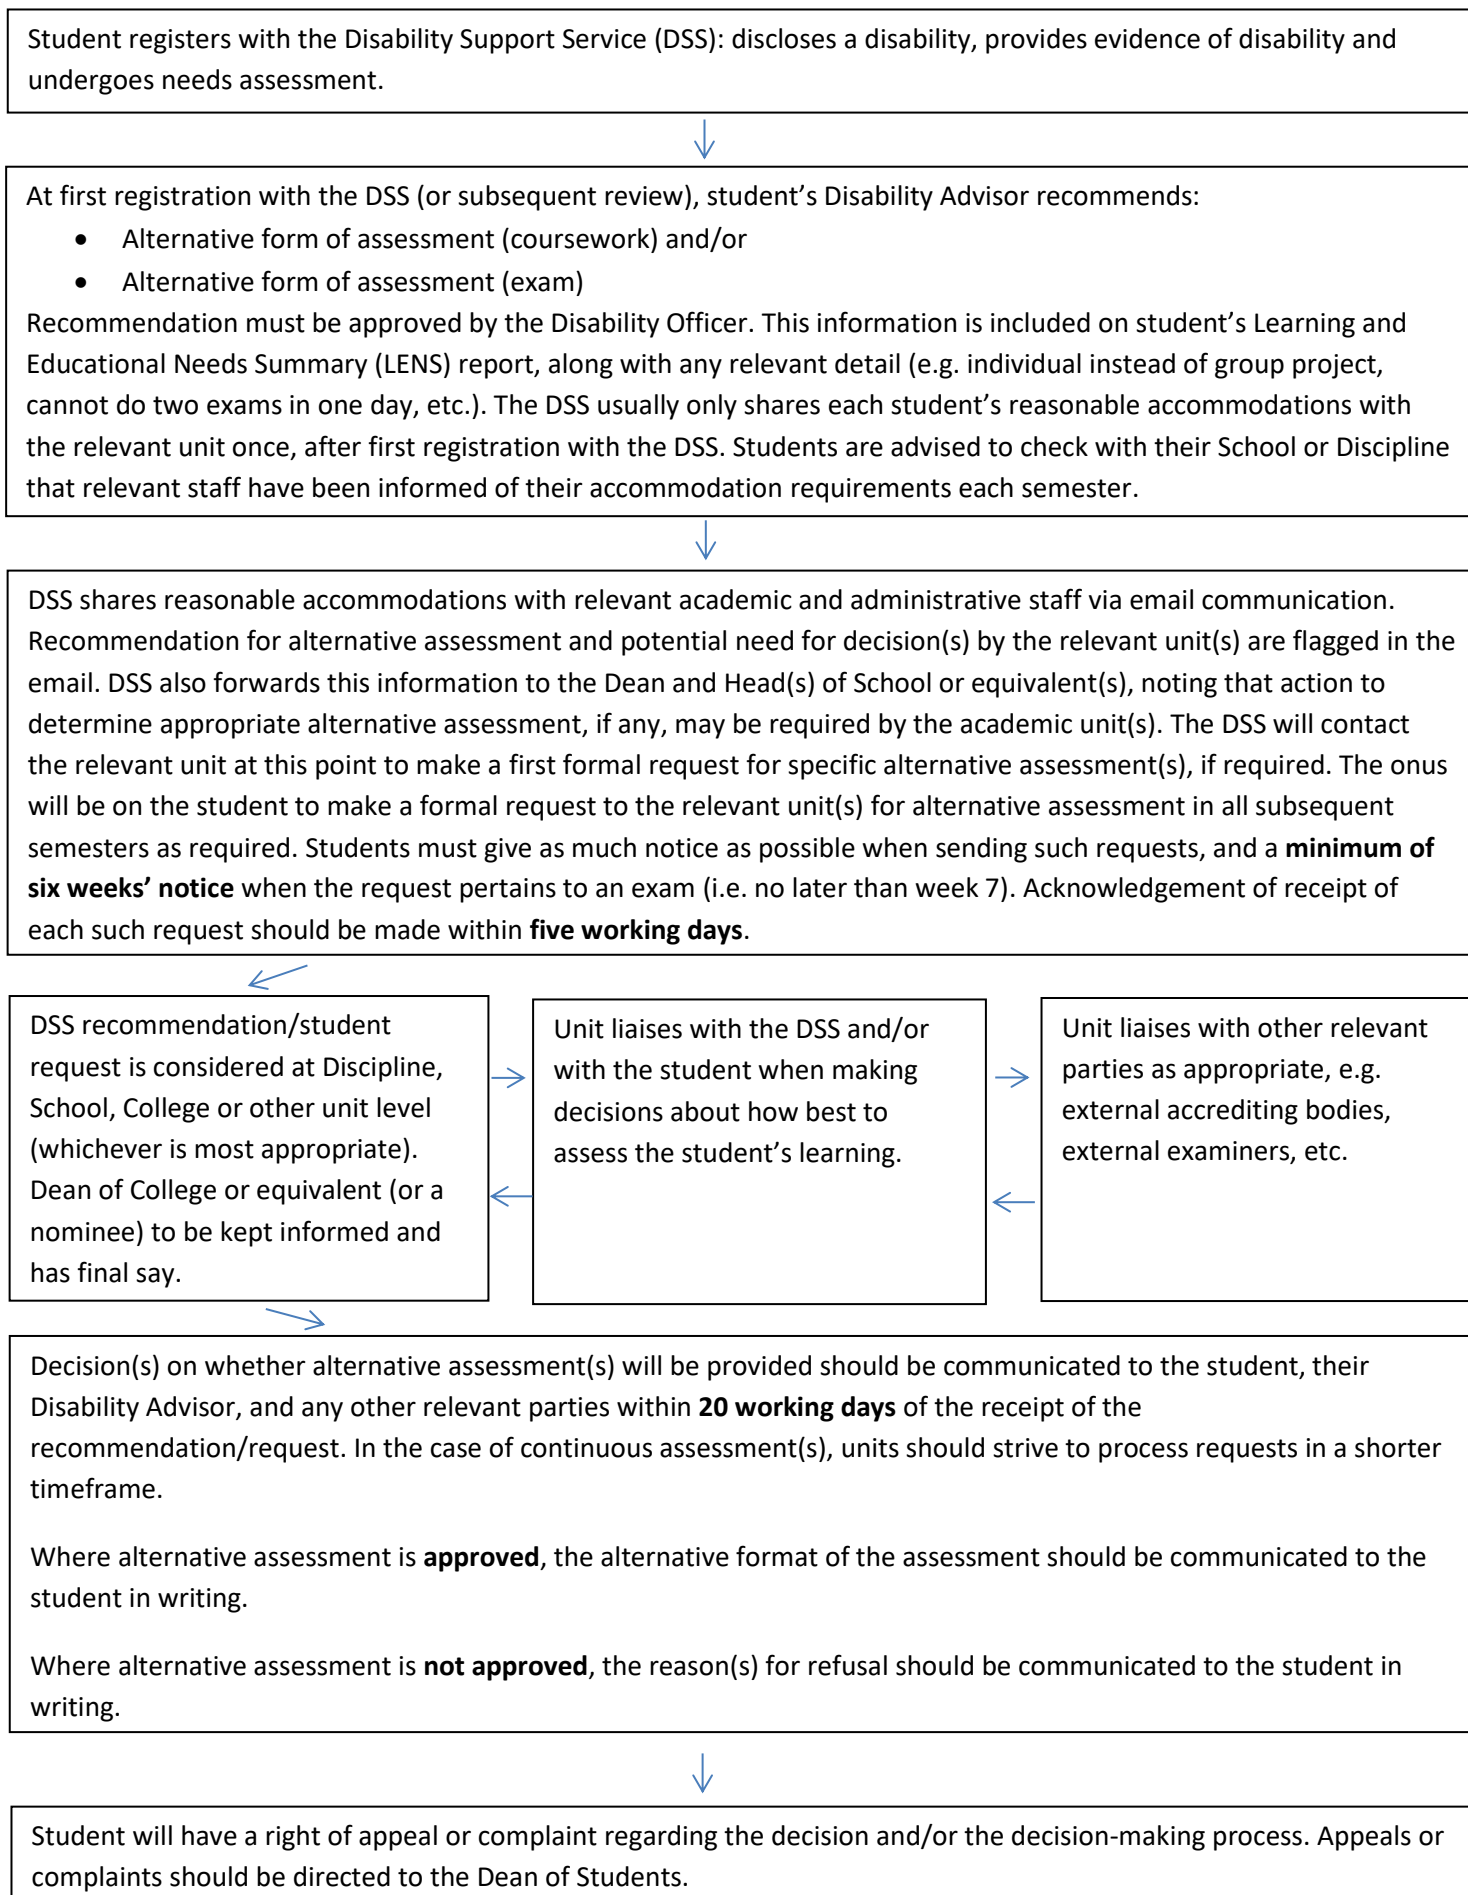 Student registers with the Disability Support Service (DSS): discloses a disability, provides evidence of disability and
undergoes needs assessment.
At first registration with the DSS (or subsequent review), student’s Disability Advisor recommends:
• Alternative form of assessment (coursework) and/or
• Alternative form of assessment (exam)
Recommendation must be approved by the Disability Officer. This information is included on student’s Learning and
Educational Needs Summary (LENS) report, along with any relevant detail (e.g. individual instead of group project,
cannot do two exams in one day, etc.). The DSS usually only shares each student’s reasonable accommodations with
the relevant unit once, after first registration with the DSS. Students are advised to check with their School or Discipline
that relevant staff have been informed of their accommodation requirements each semester.
DSS shares reasonable accommodations with relevant academic and administrative staff via email communication.
Recommendation for alternative assessment and potential need for decision(s) by the relevant unit(s) are flagged in the
email. DSS also forwards this information to the Dean and Head(s) of School or equivalent(s), noting that action to
determine appropriate alternative assessment, if any, may be required by the academic unit(s). The DSS will contact
the relevant unit at this point to make a first formal request for specific alternative assessment(s), if required. The onus
will be on the student to make a formal request to the relevant unit(s) for alternative assessment in all subsequent
semesters as required. Students must give as much notice as possible when sending such requests, and a minimum of
six weeks’ notice when the request pertains to an exam (i.e. no later than week 7). Acknowledgement of receipt of
each such request should be made within five working days.
DSS recommendation/student
request is considered at Discipline,
School, College or other unit level
(whichever is most appropriate).
Dean of College or equivalent (or a
nominee) to be kept informed and
has final say.
Unit liaises with the DSS and/or
with the student when making
decisions about how best to
assess the student’s learning.
Unit liaises with other relevant
parties as appropriate, e.g.
external accrediting bodies,
external examiners, etc.
Decision(s) on whether alternative assessment(s) will be provided should be communicated to the student, their
Disability Advisor, and any other relevant parties within 20 working days of the receipt of the
recommendation/request. In the case of continuous assessment(s), units should strive to process requests in a shorter
timeframe.
Where alternative assessment is approved, the alternative format of the assessment should be communicated to the
student in writing.
Where alternative assessment is not approved, the reason(s) for refusal should be communicated to the student in
writing.
Student will have a right of appeal or complaint regarding the decision and/or the decision-making process. Appeals or
complaints should be directed to the Dean of Students.